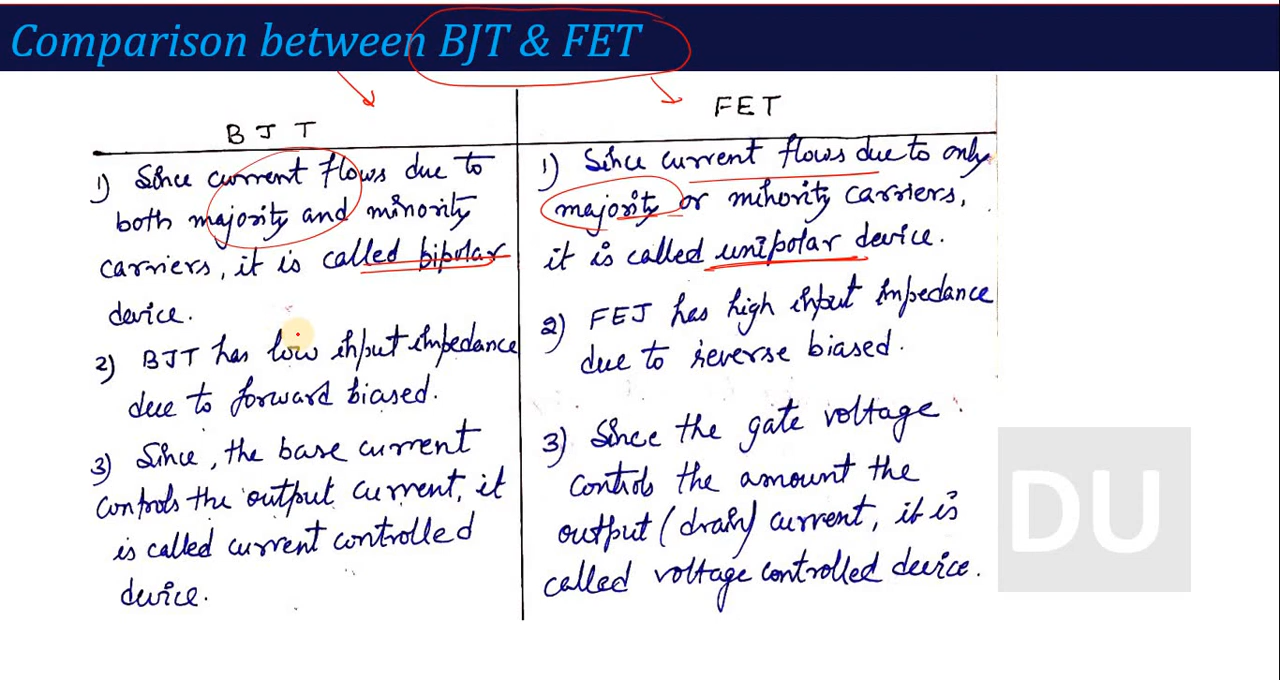 Comparison between BJT & FET
BJT
1) Since current flows due to
both majority and minority
carriers, it is called bipolar
device.
2) BJT has low input impedance
due to forward biased.
3) Since, the base current
controls the output current, it
is called current controlled
device.
FET
1) Since current flows due to only
majority or minority carriers,
it is called unipolar device.
2) FET has high input impedance
due to reverse biased.
3) Since the gate voltage
controls the amount the
output (drain) current, it is
called voltage controlled device.
DU